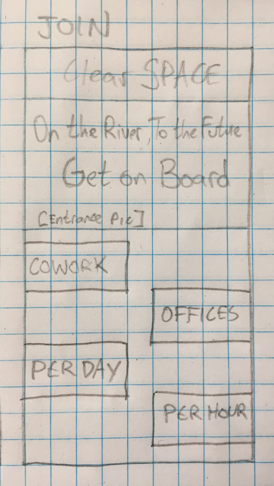 JOIN
Clear SPACE
On the River, To the Future
Get on Board
[Entrance Pic]
COWORK
OFFICES
PER DAY
PER HOUR